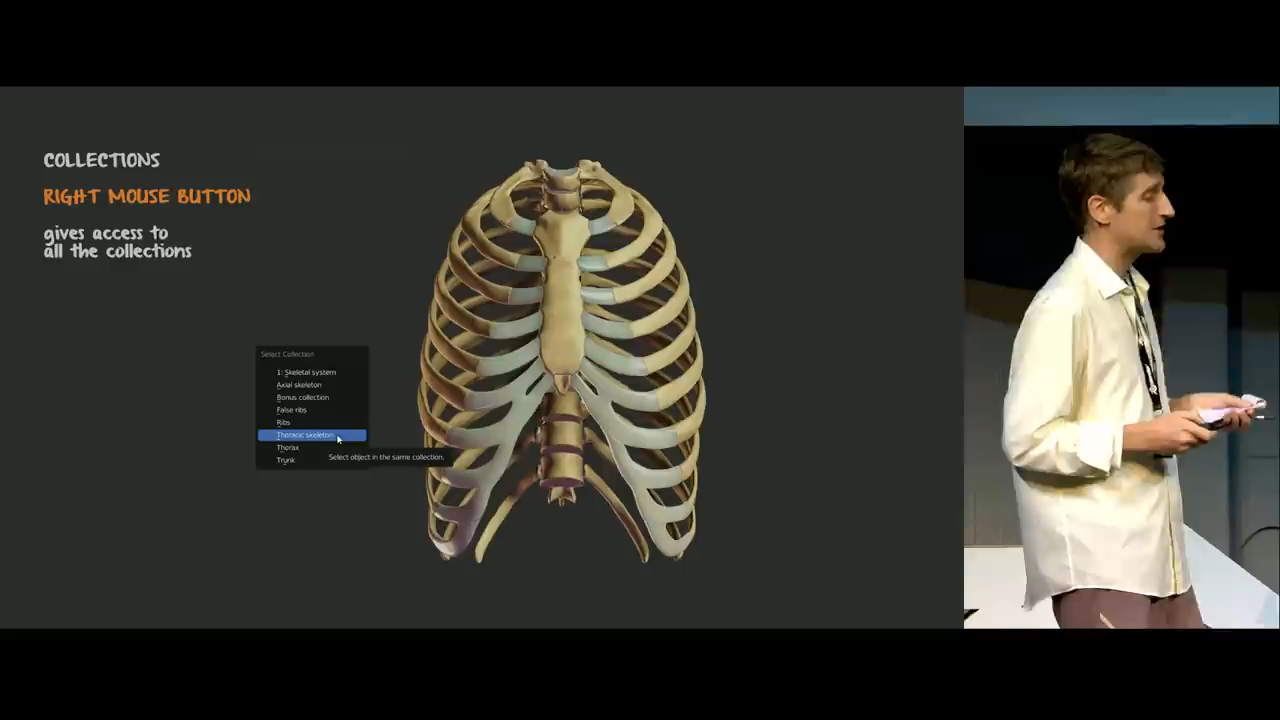 COLLECTIONS
RIGHT MOUSE BUTTON
gives access to
all the collections
Select Collection
1: Skeletal system
Axial skeleton
Bonus collection
False ribs
Ribs
Thoracic skeleton
Thorax
Trunk
Select object in the same collection.